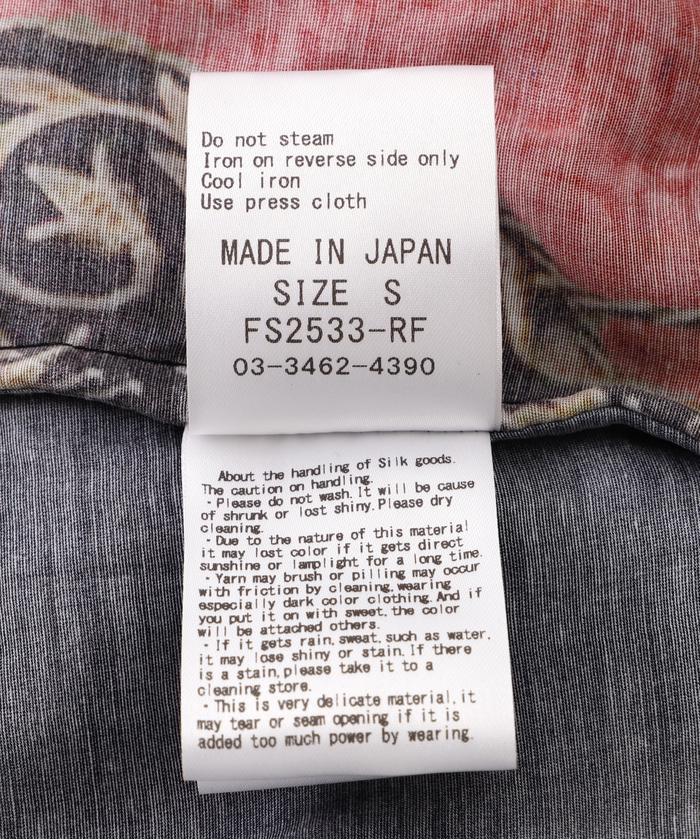 Do not steam
Iron on reverse side only
Cool iron
Use press cloth
MADE IN JAPAN
SIZE S
FS2533-RF
03-3462-4390
About the handling of Silk goods.
The caution on handling.
・Please do not wash. It will be cause
of shrunk or lost shiny. Please dry
cleaning.
・Due to the nature of this material
it may lost color if it gets direct
sunshine or lamplight for a long time.
・Yarn may brush or pilling may occur
with friction by cleaning, wearing
especially dark color clothing. And if
you put it on with sweet, the color
will be attached others.
・If it gets rain, sweat, such as water,
it may lose shiny or stain. If there
is a stain, please take it to a
cleaning store.
・This is very delicate material, it
may tear or seam opening if it is
added too much power by wearing.